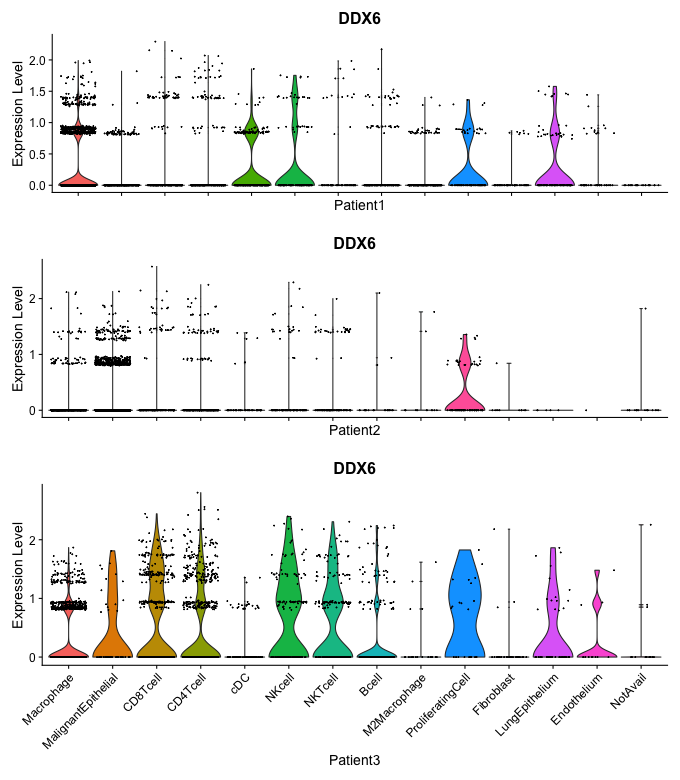 DDX6
Expression Level
2.0
1.5
1.0
0.5
0.0
Patient1
DDX6
Expression Level
2
1
0
Patient2
DDX6
Expression Level
2
1
0
Macrophage
MalignantEpithelial
CD8Tcell
CD4Tcell
cDC
NKcell
NKTcell
Bcell
M2Macrophage
ProliferatingCell
Fibroblast
LungEpithelium
Endothelium
NotAvail
Patient3